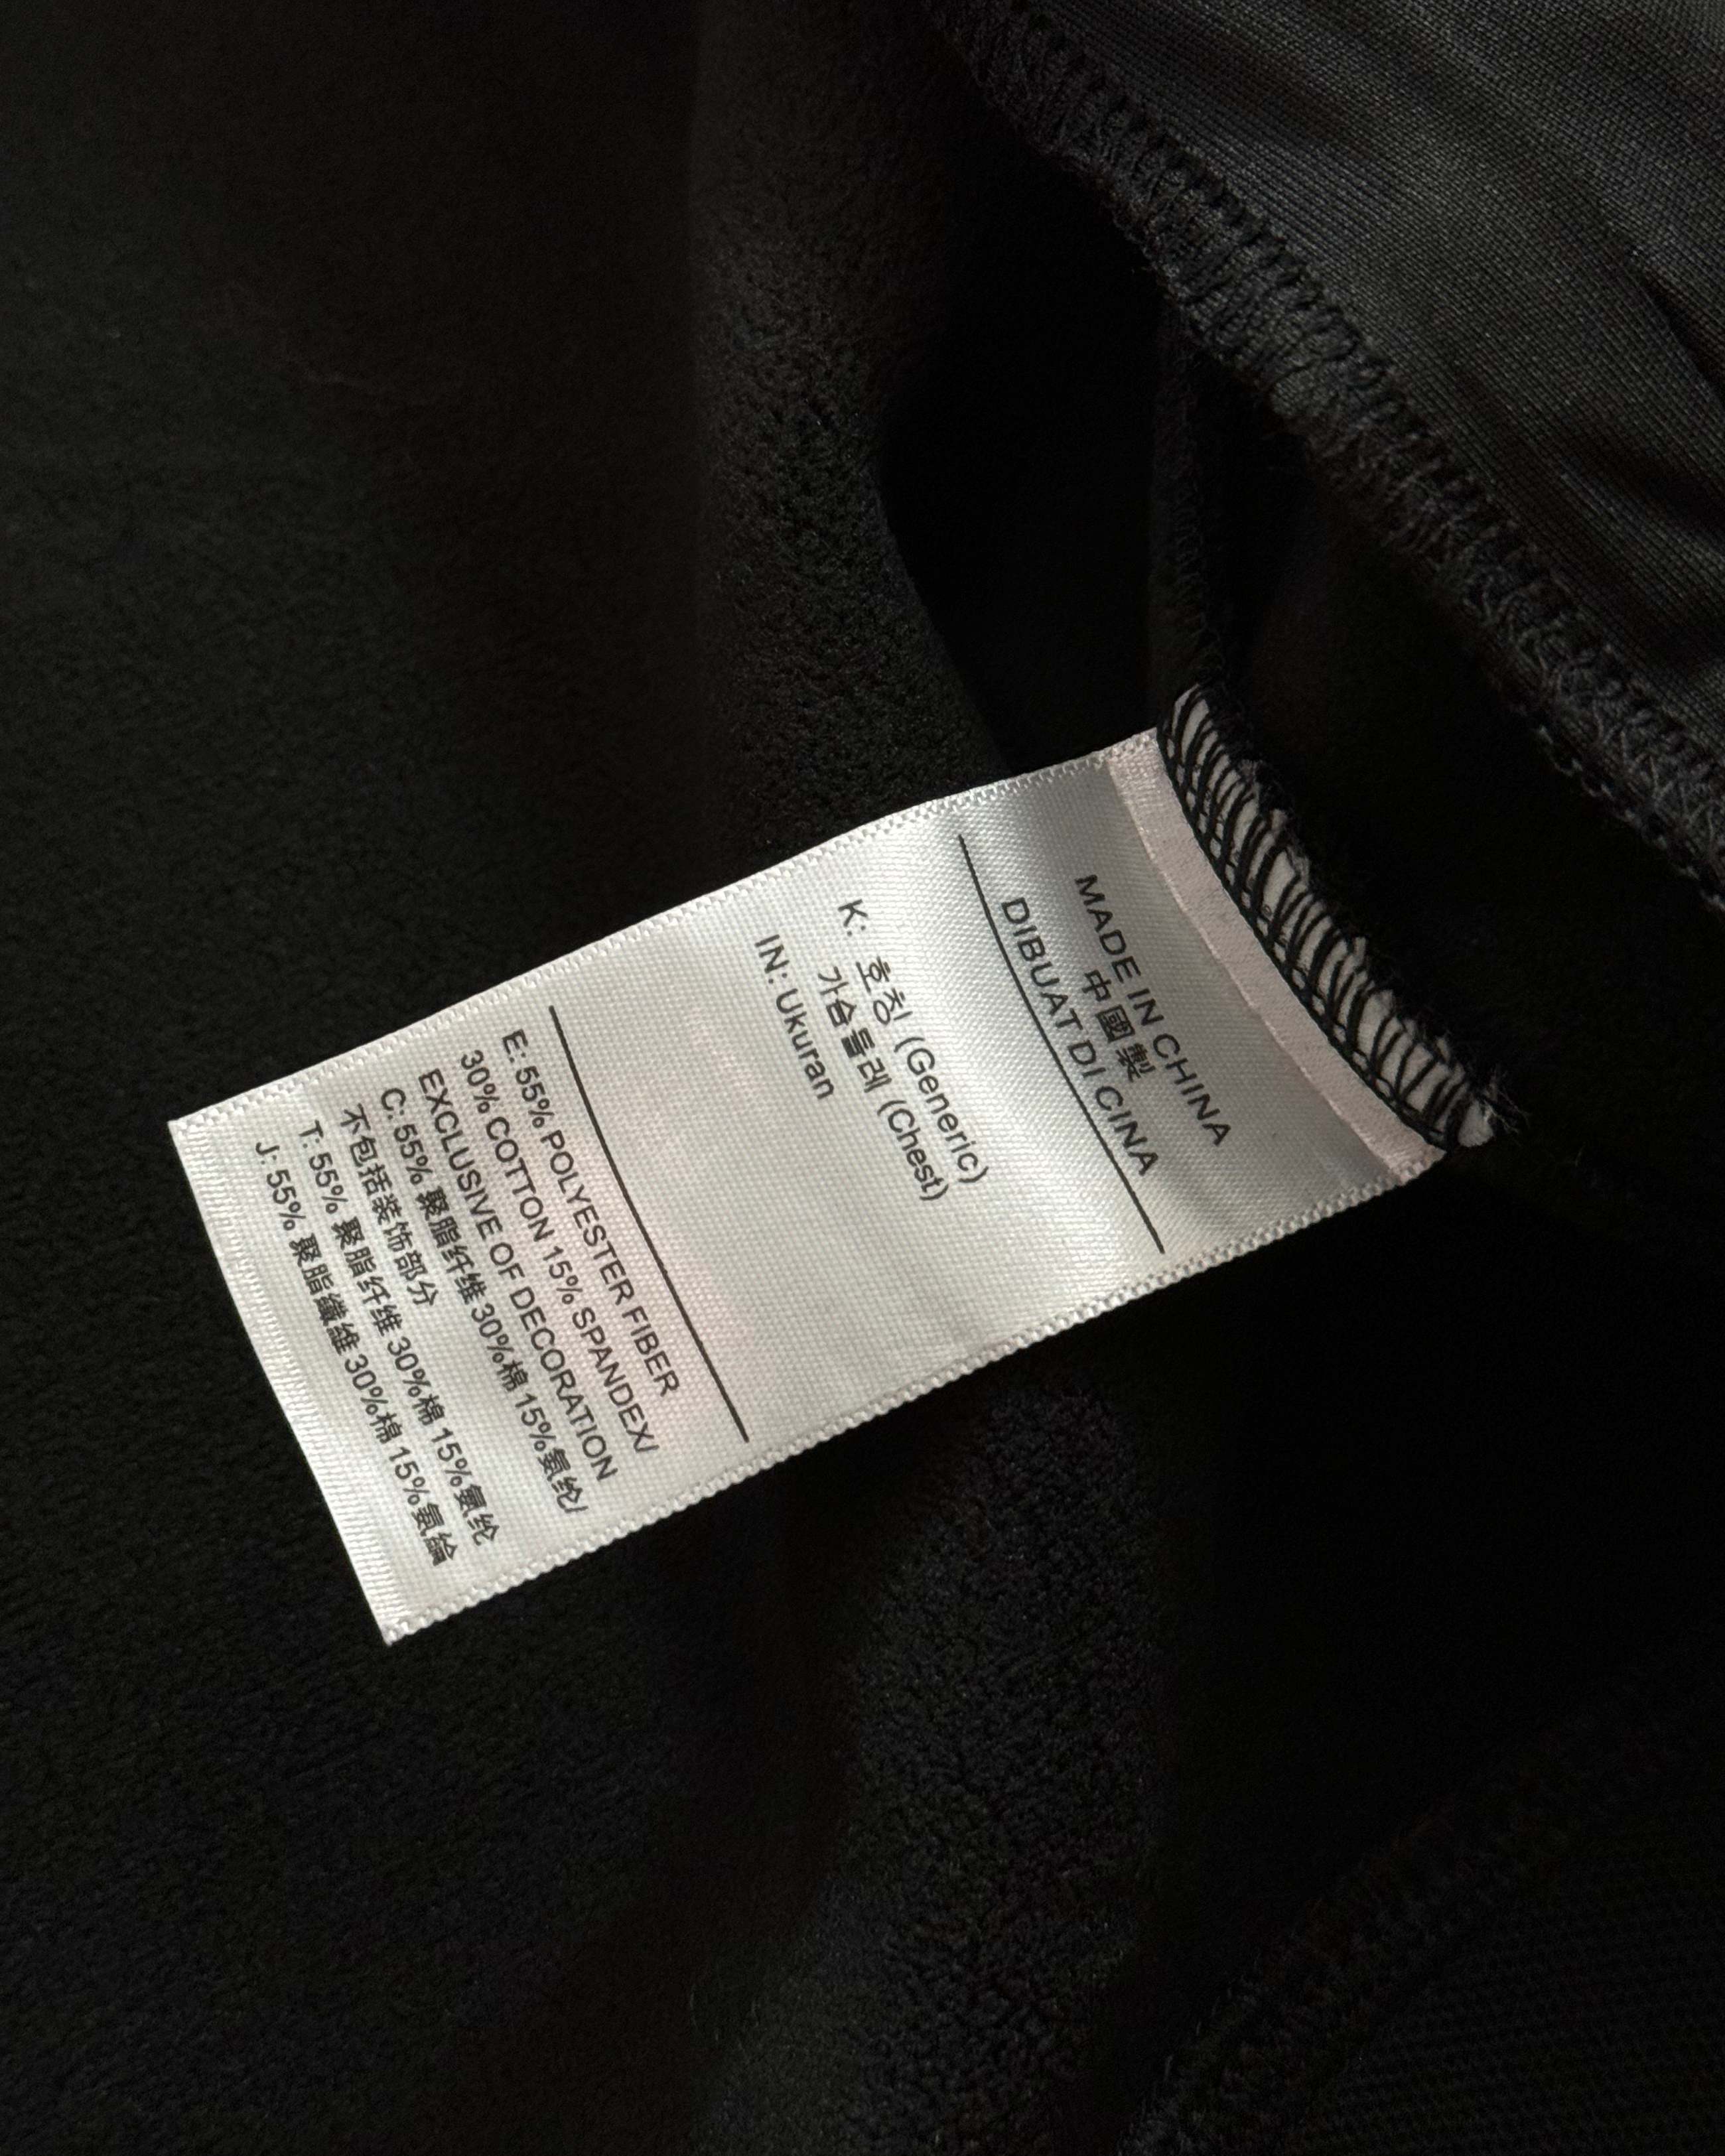 MADE IN CHINA
中國製
DIBUAT DI CINA
K: 호칭 (Generic)
가슴둘레 (Chest)
IN: Ukuran
E: 55% POLYESTER FIBER
30% COTTON 15% SPANDEX/
EXCLUSIVE OF DECORATION
C: 55% 聚脂纤维 30%棉 15%氨纶/
不包括装饰部分
T: 55% 聚脂纤维 30%棉 15%氨纶
J: 55% 聚脂纖維 30%棉 15%氨綸